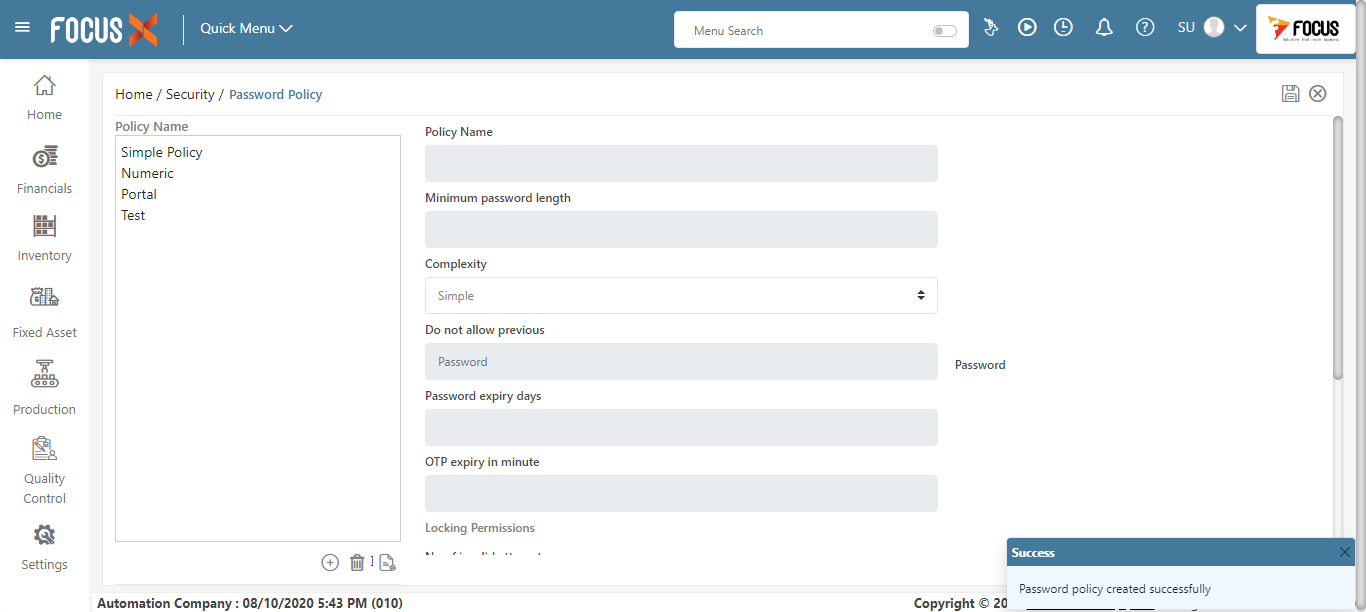 FOCUS X
Quick Menu
Menu Search
SU
FOCUS
Home
Financials
Inventory
Fixed Asset
Production
Quality
Control
Settings
Home / Security / Password Policy
Policy Name
Simple Policy
Numeric
Portal
Test
Policy Name
Minimum password length
Complexity
Simple
Do not allow previous
Password
Password
Password expiry days
OTP expiry in minute
Locking Permissions
Success
Password policy created successfully
Automation Company : 08/10/2020 5:43 PM (010)
Copyright © 20